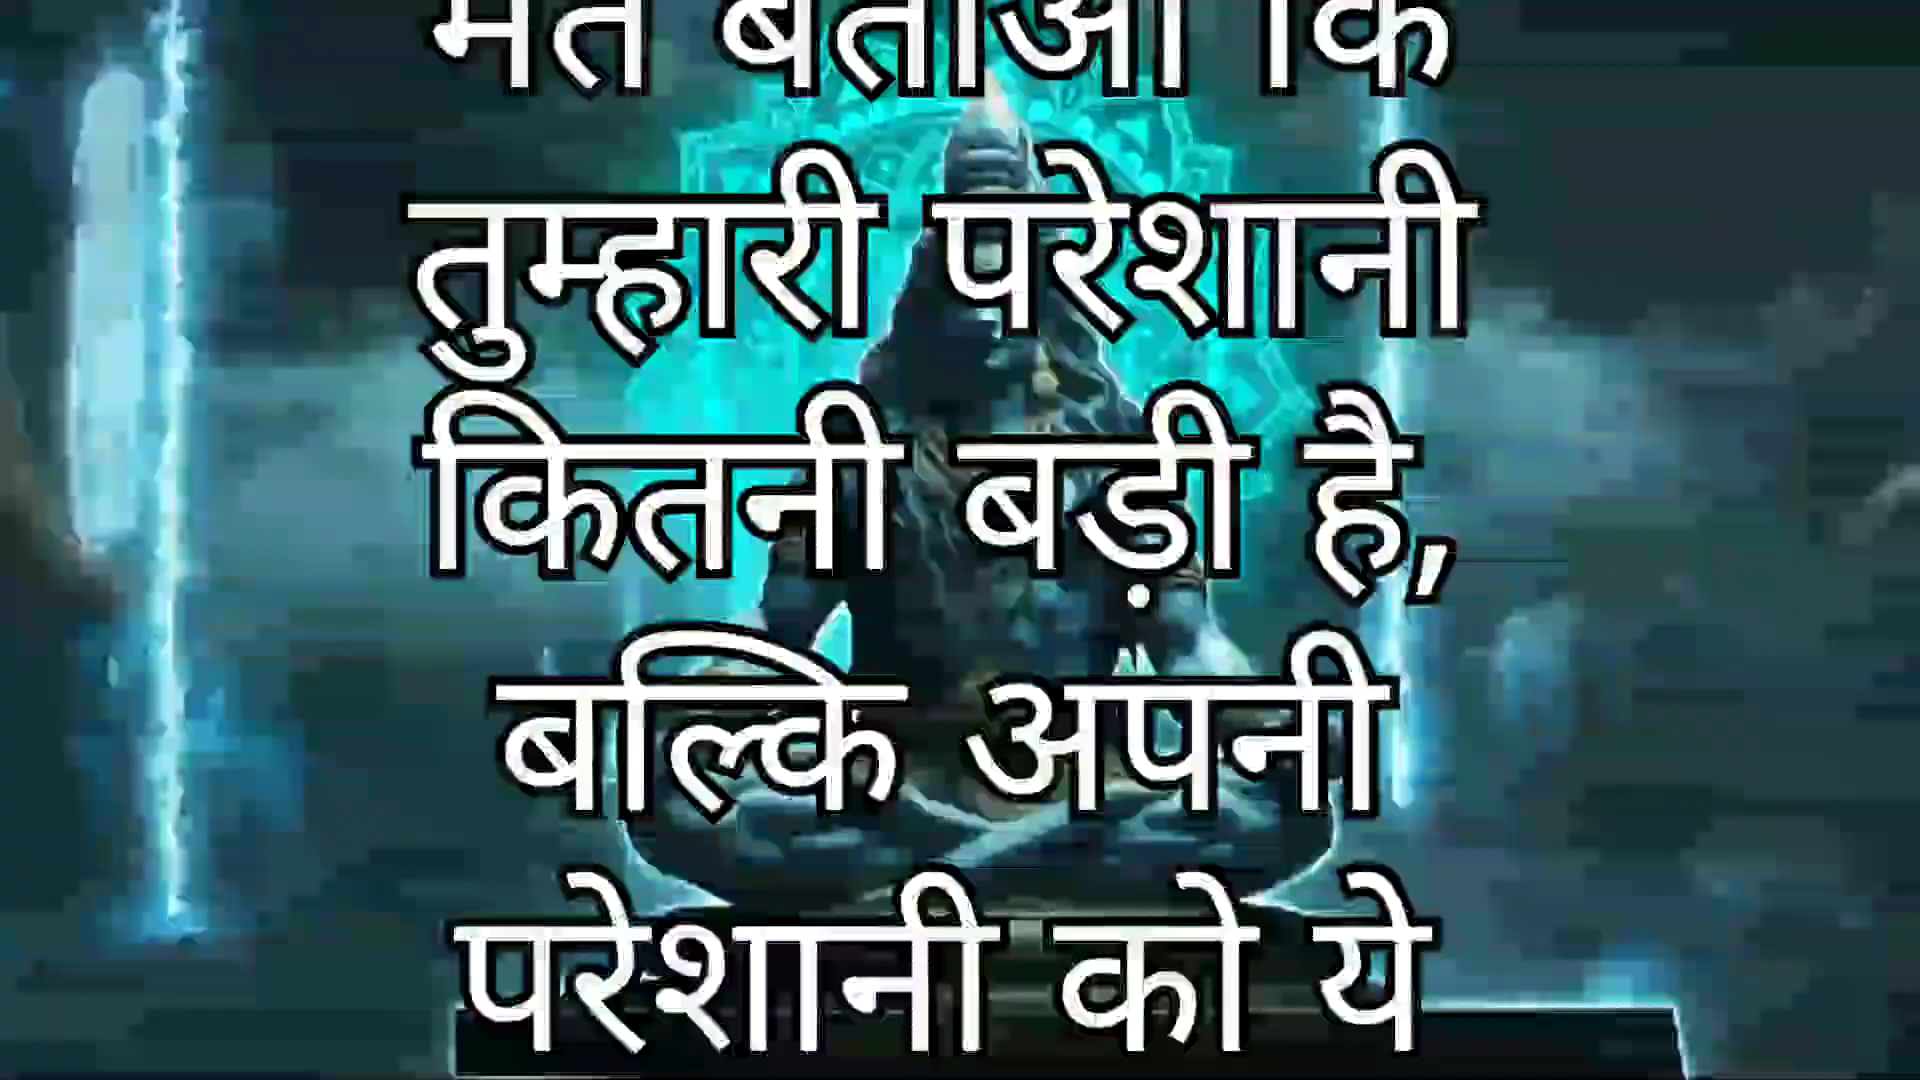 मत बताओ कि
तुम्हारी परेशानी
कितनी बड़ी है,
बल्कि अपनी
परेशानी को ये